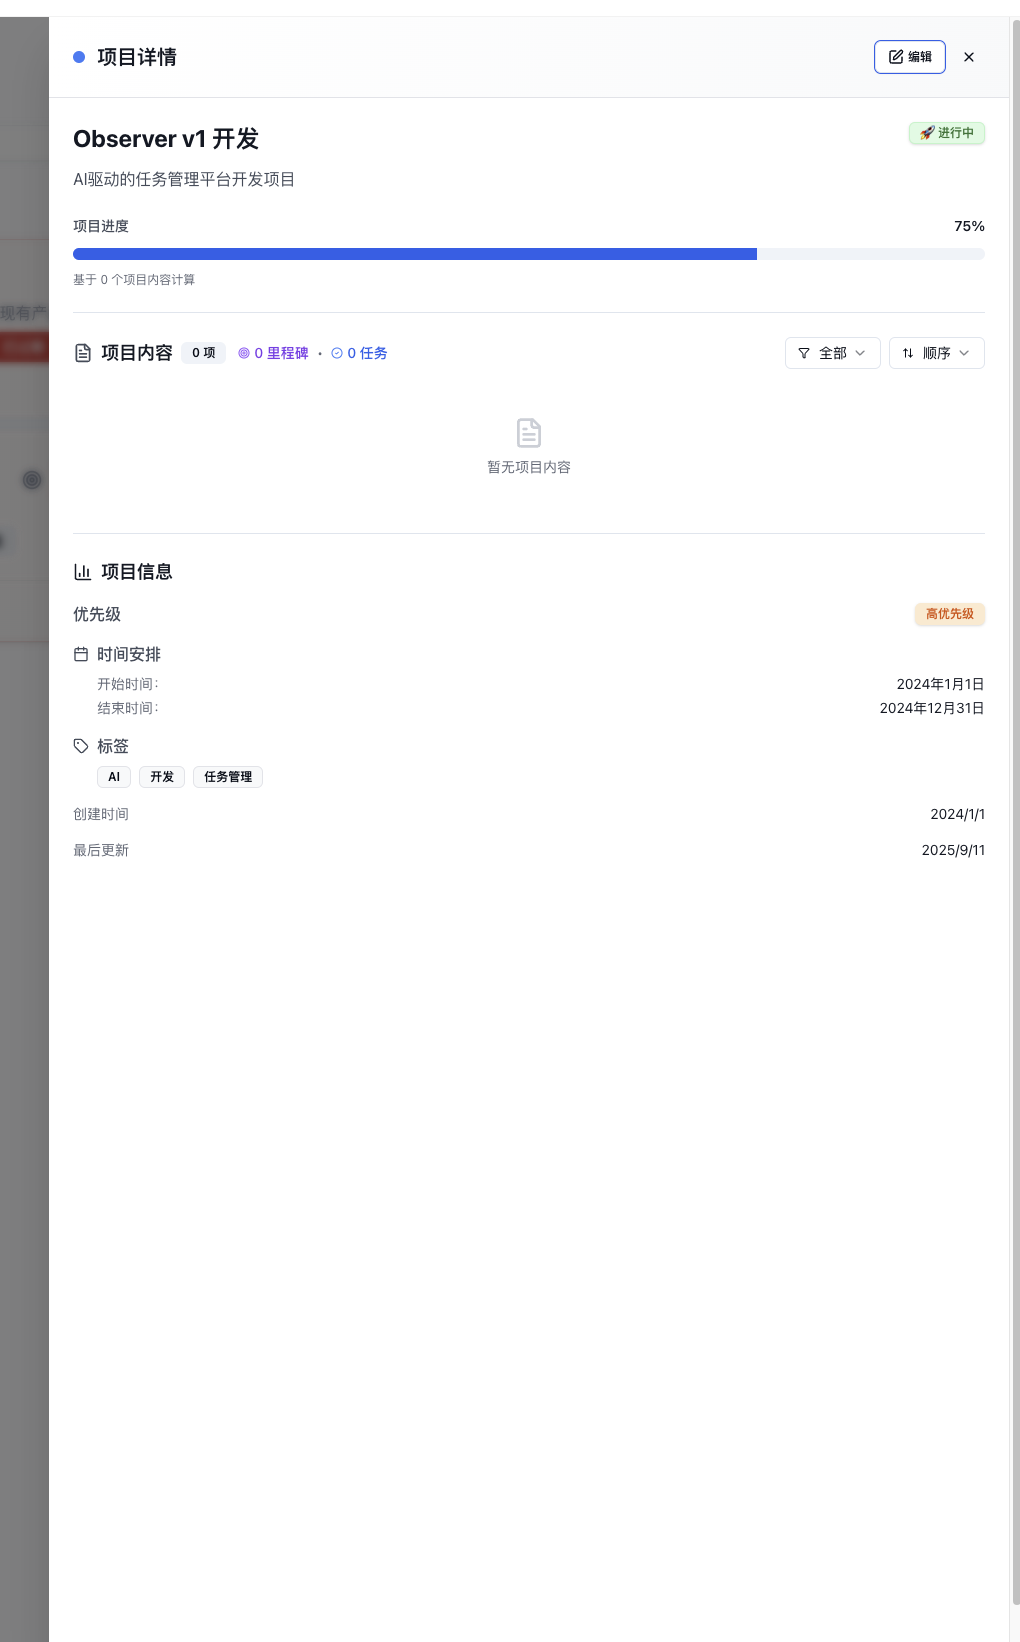 项目详情
编辑
Observer v1 开发
🚀 进行中
AI驱动的任务管理平台开发项目
项目进度
75%
基于 0 个项目内容计算
现有产
项目内容
0 项
0 里程碑 • 0 任务
全部
顺序
暂无项目内容
项目信息
优先级
高优先级
时间安排
开始时间:
2024年1月1日
结束时间:
2024年12月31日
标签
AI
开发
任务管理
创建时间
2024/1/1
最后更新
2025/9/11